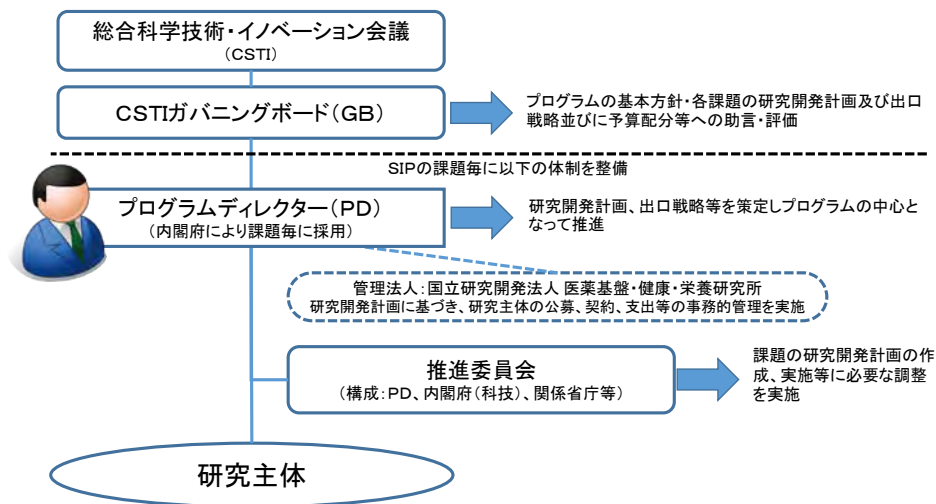 総合科学技術・イノベーション会議
（CSTI）
CSTIガバニングボード（GB）
プログラムの基本方針・各課題の研究開発計画及び出口
戦略並びに予算配分等への助言・評価
SIPの課題毎に以下の体制を整備
プログラムディレクター（PD）
（内閣府により課題毎に採用）
研究開発計画、出口戦略等を策定しプログラムの中心と
なって推進
管理法人：国立研究開発法人 医薬基盤・健康・栄養研究所
研究開発計画に基づき、研究主体の公募、契約、支出等の事務的管理を実施
推進委員会
（構成：PD、内閣府（科技）、関係省庁等）
課題の研究開発計画の作
成、実施等に必要な調整
を実施
研究主体